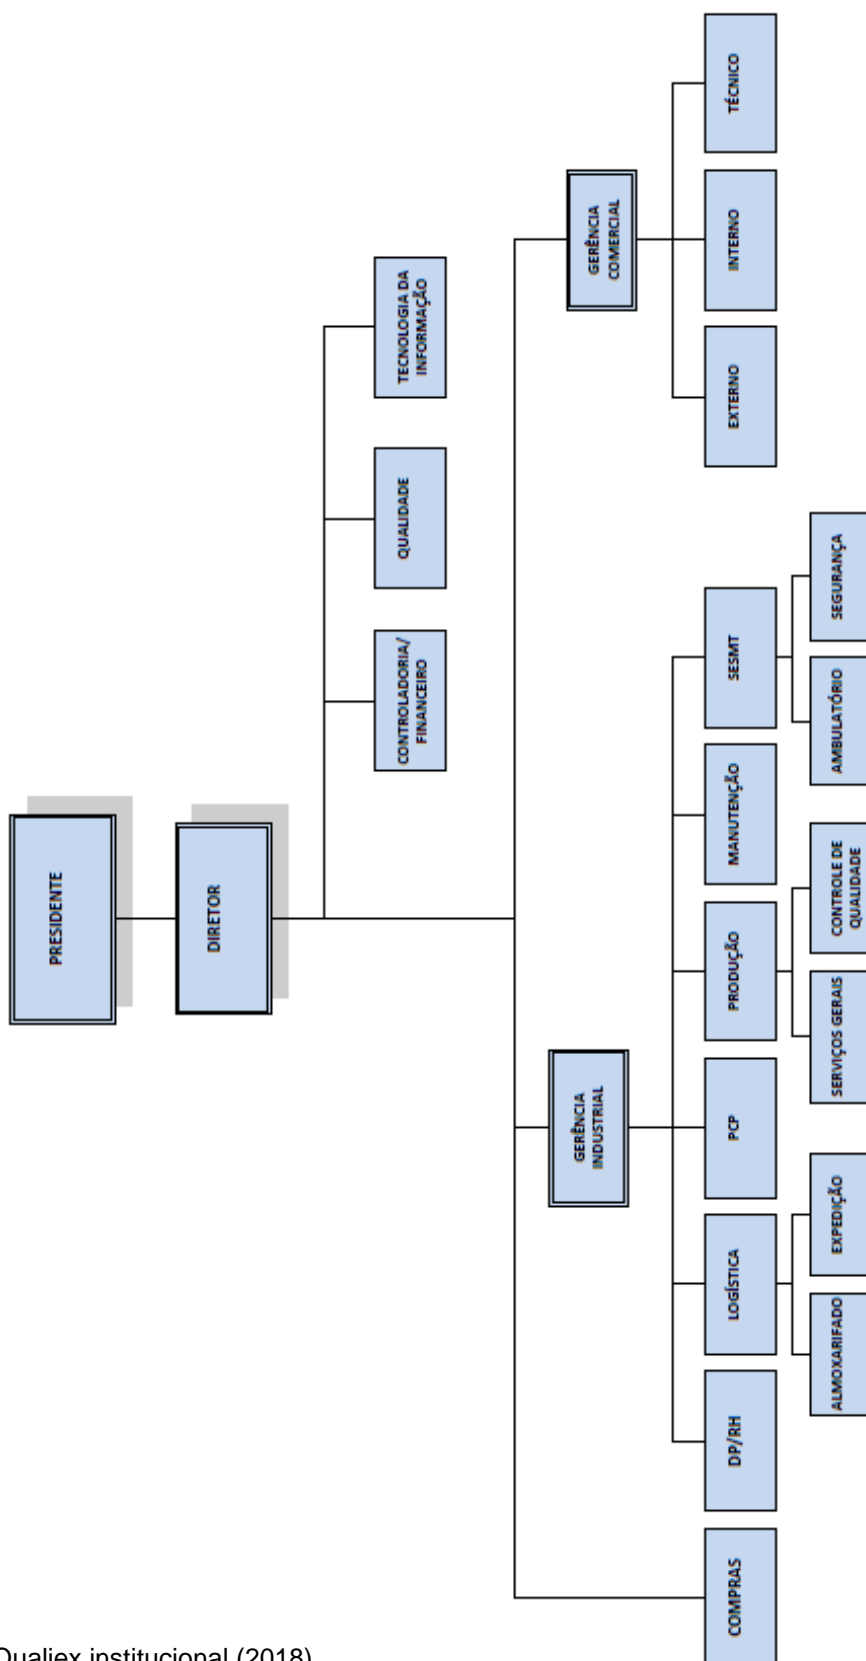 PRESIDENTE
DIRETOR
CONTROLADORIA/
FINANCEIRO
QUALIDADE
TECNOLOGIA DA
INFORMAÇÃO
GERÊNCIA
INDUSTRIAL
GERÊNCIA
COMERCIAL
COMPRAS
DP/RH
LOGÍSTICA
PCP
PRODUÇÃO
MANUTENÇÃO
SESMT
EXTERNO
INTERNO
TÉCNICO
ALMOXARIFADO
EXPEDIÇÃO
SERVIÇOS GERAIS
CONTROLE DE
QUALIDADE
AMBULATÓRIO
SEGURANÇA
Qualiex institucional (2018)